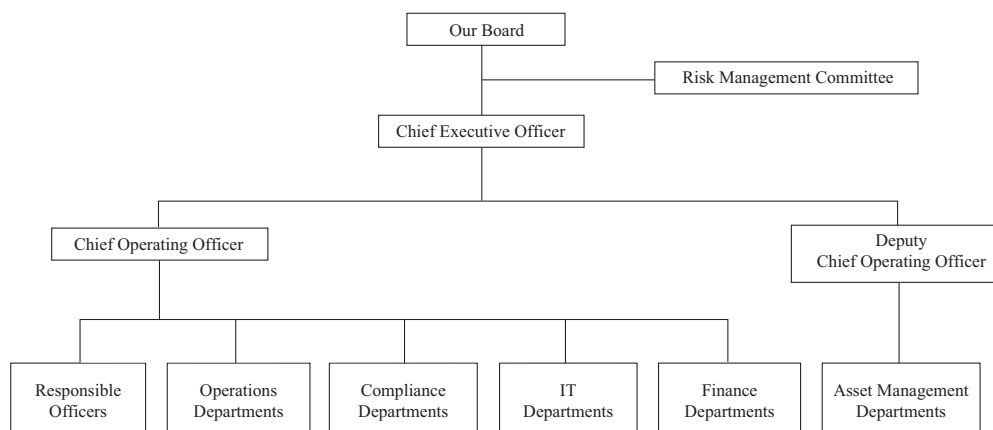 Our Board
Risk Management Committee
Chief Executive Officer
Chief Operating Officer
Deputy
Chief Operating Officer
Responsible
Officers
Operations
Departments
Compliance
Departments
IT
Departments
Finance
Departments
Asset Management
Departments